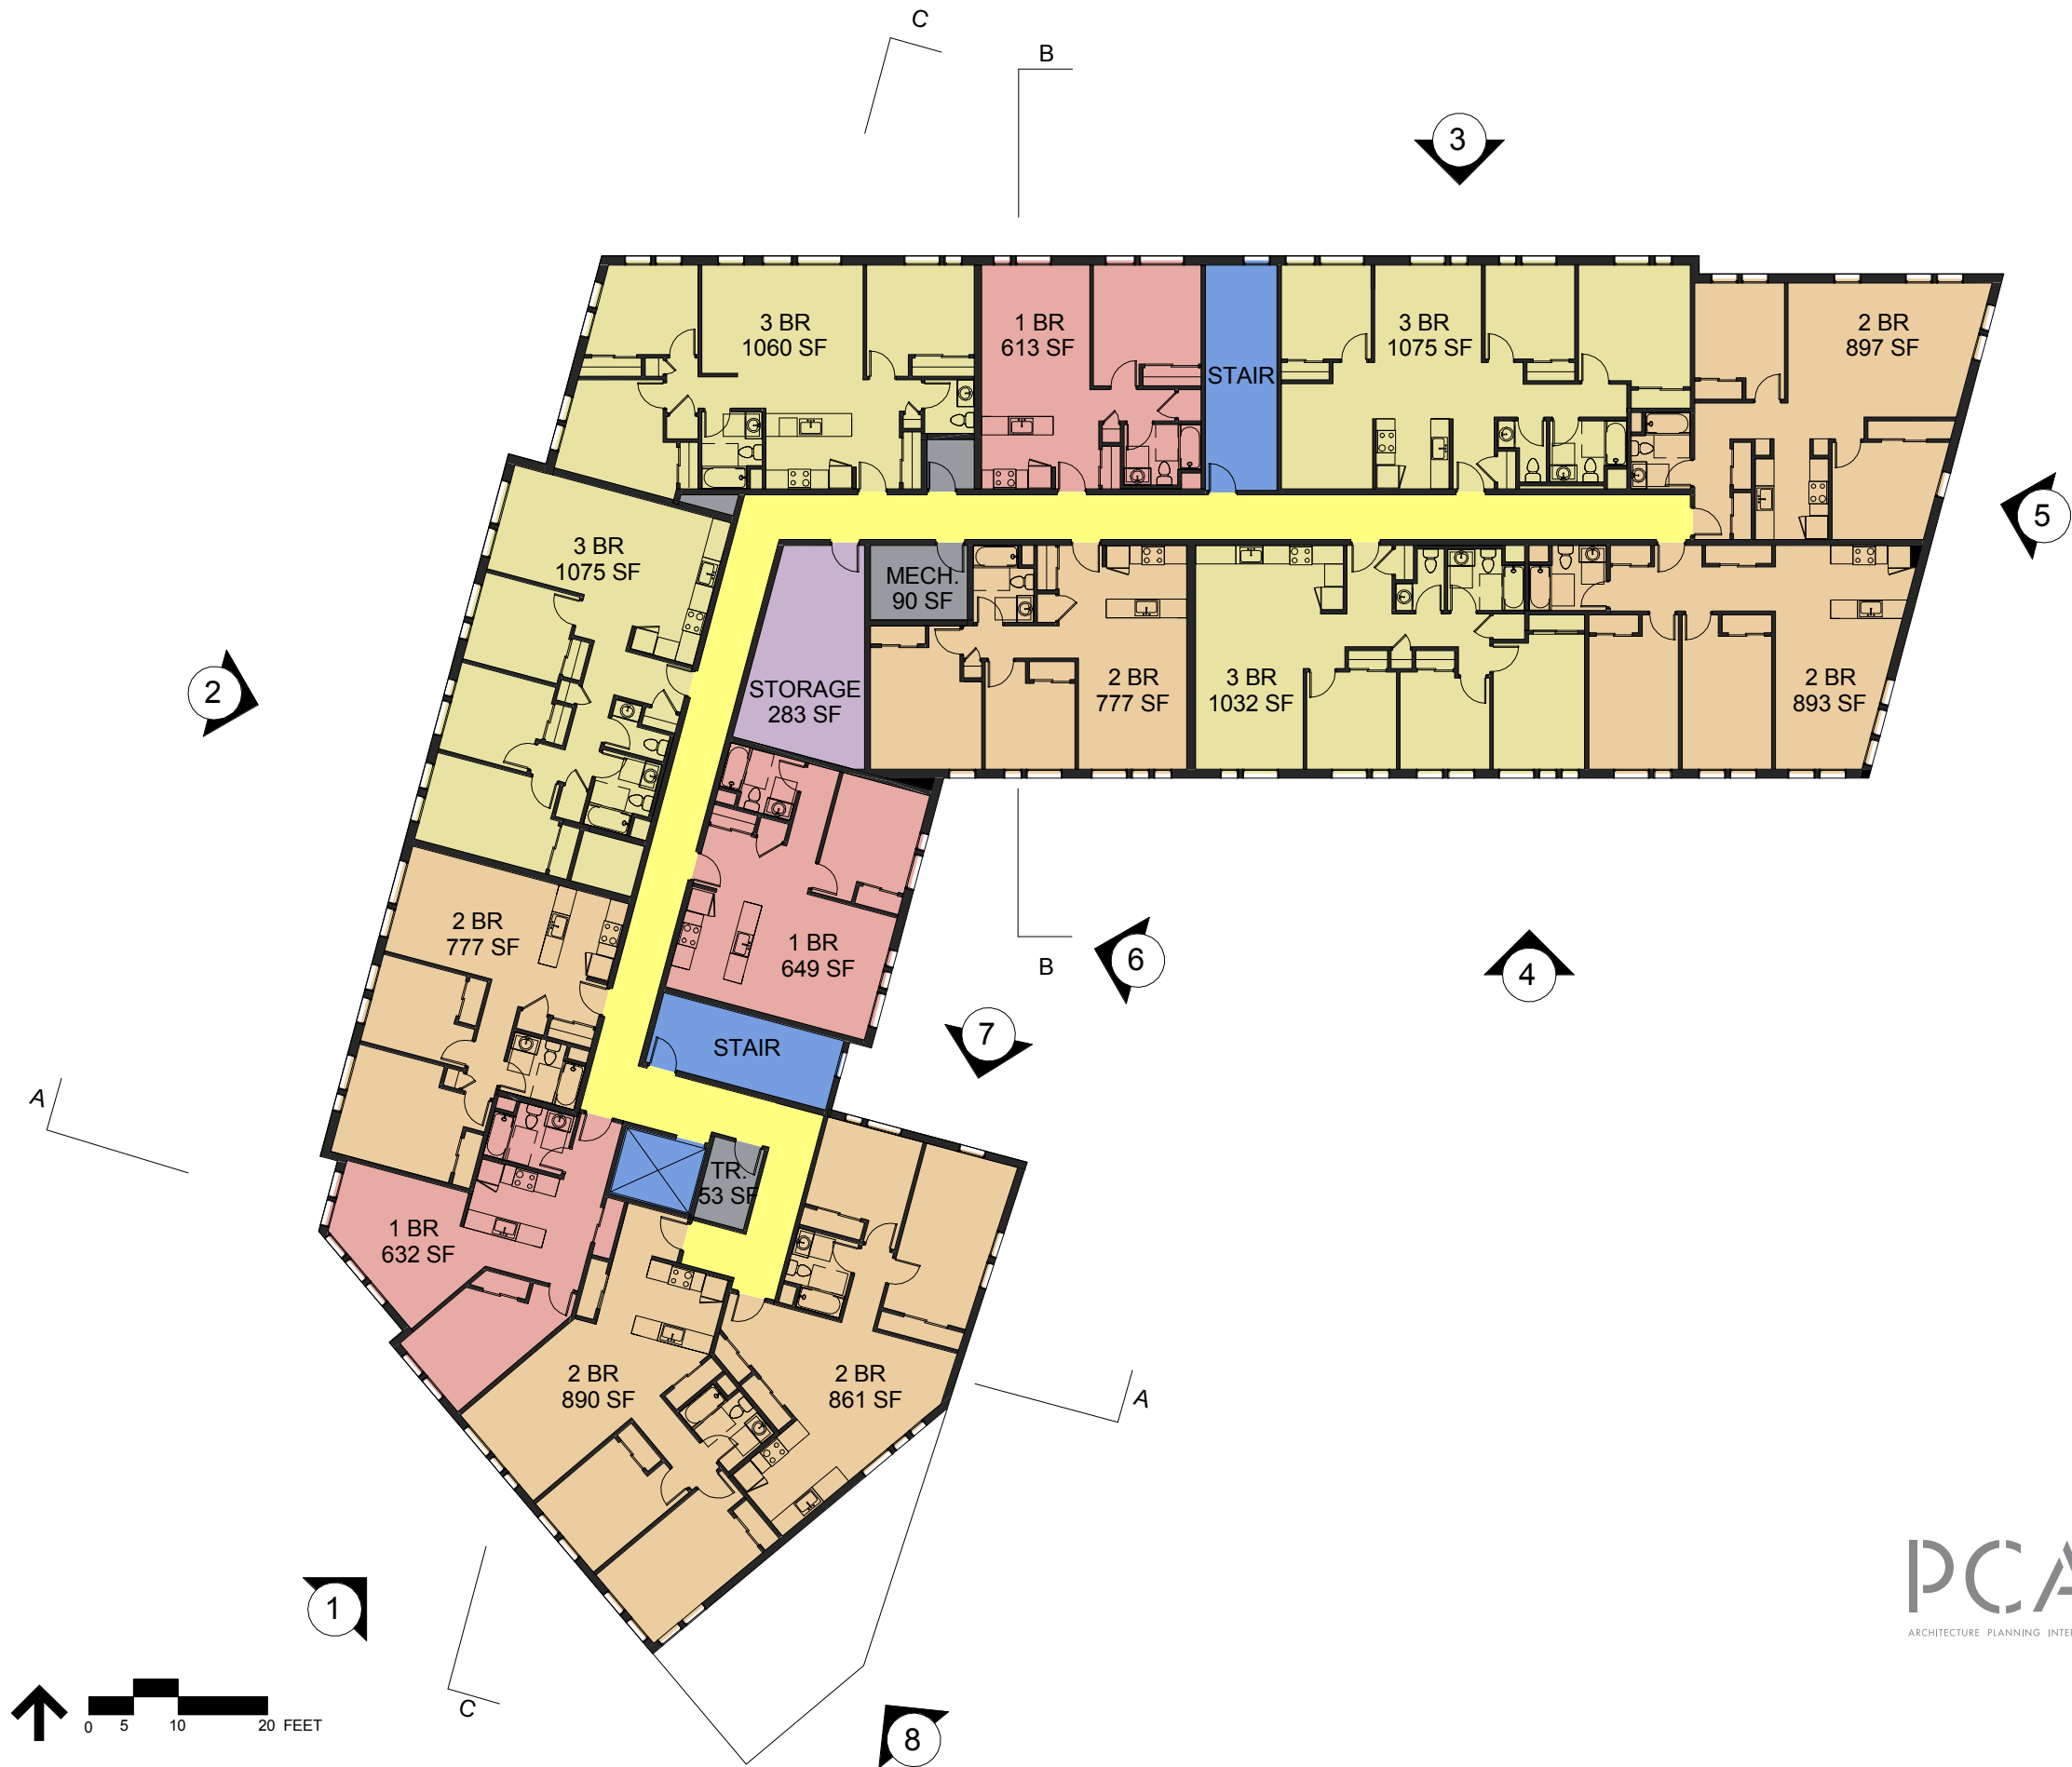 C
B
3
3 BR
1060 SF
1 BR
613 SF
STAIR
3 BR
1075 SF
2 BR
897 SF
5
3 BR
1075 SF
MECH.
90 SF
STORAGE
283 SF
2 BR
777 SF
3 BR
1032 SF
2 BR
893 SF
2
2 BR
777 SF
1 BR
649 SF
B
6
4
7
STAIR
A
TR.
53 SF
1 BR
632 SF
2 BR
890 SF
2 BR
861 SF
A
1
C
8
0 5 10 20 FEET
PCA
ARCHITECTURE PLANNING